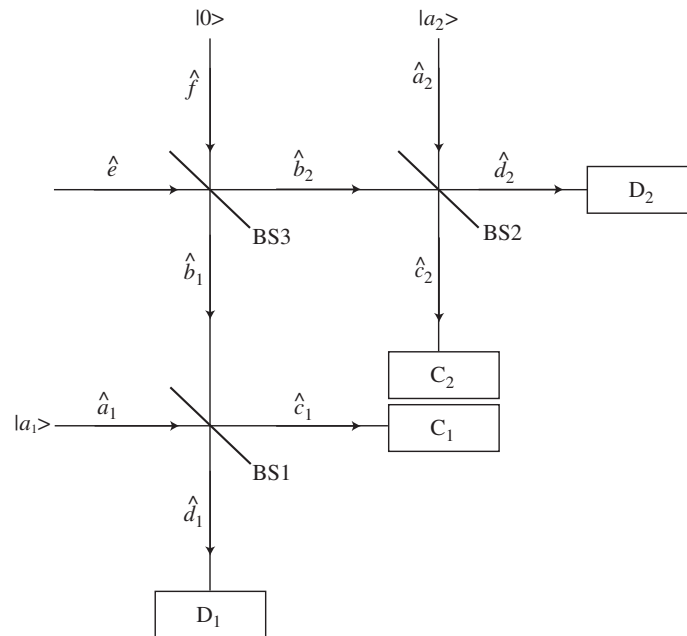 |0> |a₂>
f̂ â₂
ê b̂₂ d̂₂ D₂
BS3 BS2
b̂₁ ĉ₂
C₂
|a₁> â₁ ĉ₁ C₁
BS1
d̂₁
D₁